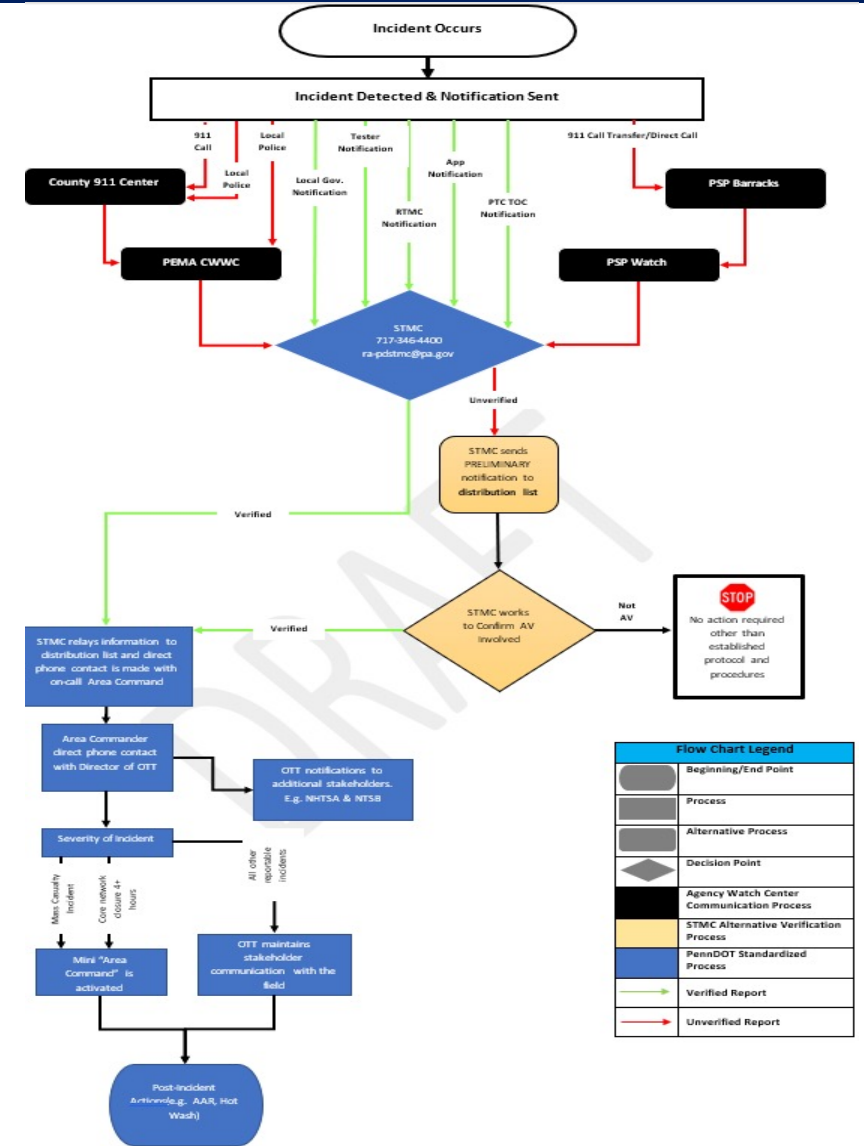 Incident Occurs
Incident Detected & Notification Sent
911
Call
Local
Police
Local
Police
Local Gov.
Notification
Tester
Notification
RTMC
Notification
App
Notification
PTC TOC
Notification
911 Call Transfer/Direct Call
County 911 Center
PSP Barracks
PEMA CWWC
PSP Watch
STMC
717-346-4400
ra-pdstmc@pa.gov
Unverified
STMC sends
PRELIMINARY
notification to
distribution list
Verified
STMC works
to Confirm AV
Involved
Not
AV
STOP
No action required
other than
established
protocol and
procedures
Verified
STMC relays information to
distribution list and direct
phone contact is made with
on-call Area Command
DRAFT
Area Commander
direct phone contact
with Director of OTT
OTT notifications to
additional stakeholders.
E.g. NHTSA & NTSB
Severity of Incident
Mass Casualty
Incident
Core network
closure 4+
hours
All other
reportable
incidents
Mini "Area
Command" is
activated
OTT maintains
stakeholder
communication with the
field
Post-Incident
Actions(e.g. AAR, Hot
Wash)
Flow Chart Legend
Beginning/End Point
Process
Alternative Process
Decision Point
Agency Watch Center
Communication Process
STMC Alternative Verification
Process
PennDOT Standardized
Process
Verified Report
Unverified Report